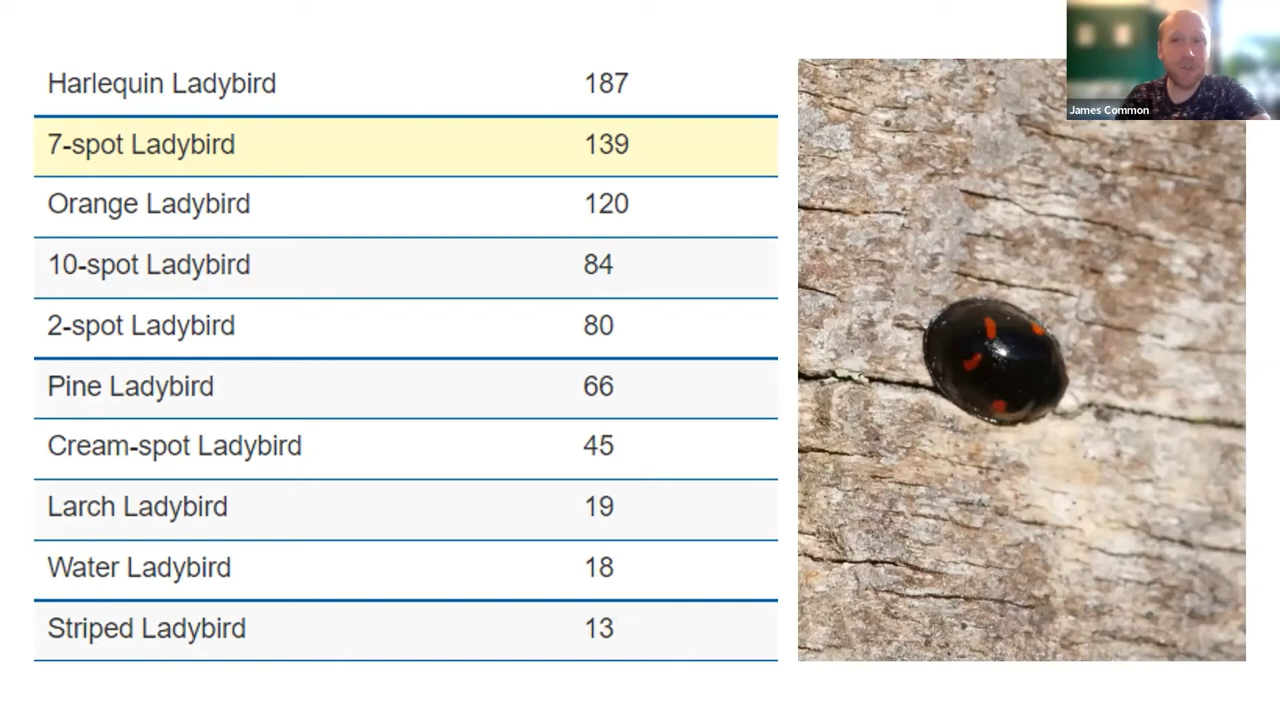 Harlequin Ladybird 187
7-spot Ladybird 139
Orange Ladybird 120
10-spot Ladybird 84
2-spot Ladybird 80
Pine Ladybird 66
Cream-spot Ladybird 45
Larch Ladybird 19
Water Ladybird 18
Striped Ladybird 13
James Common